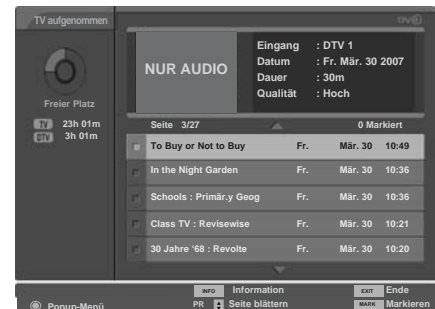 TV aufgenommen
DVD
NUR AUDIO
Eingang : DTV 1
Datum : Fr. Mär. 30 2007
Dauer : 30m
Qualität : Hoch
Freier Platz
TV 23h 01m
DTV 3h 01m
Seite 3/27 0 Markiert
To Buy or Not to Buy Fr. Mär. 30 10:49
In the Night Garden Fr. Mär. 30 10:36
Schools : Primär.y Geog Fr. Mär. 30 10:36
Class TV : Revisewise Fr. Mär. 30 10:21
30 Jahre '68 : Revolte Fr. Mär. 30 10:20
INFO Information EXIT Ende
Popup-Menü PR Seite blättern MARK Markieren